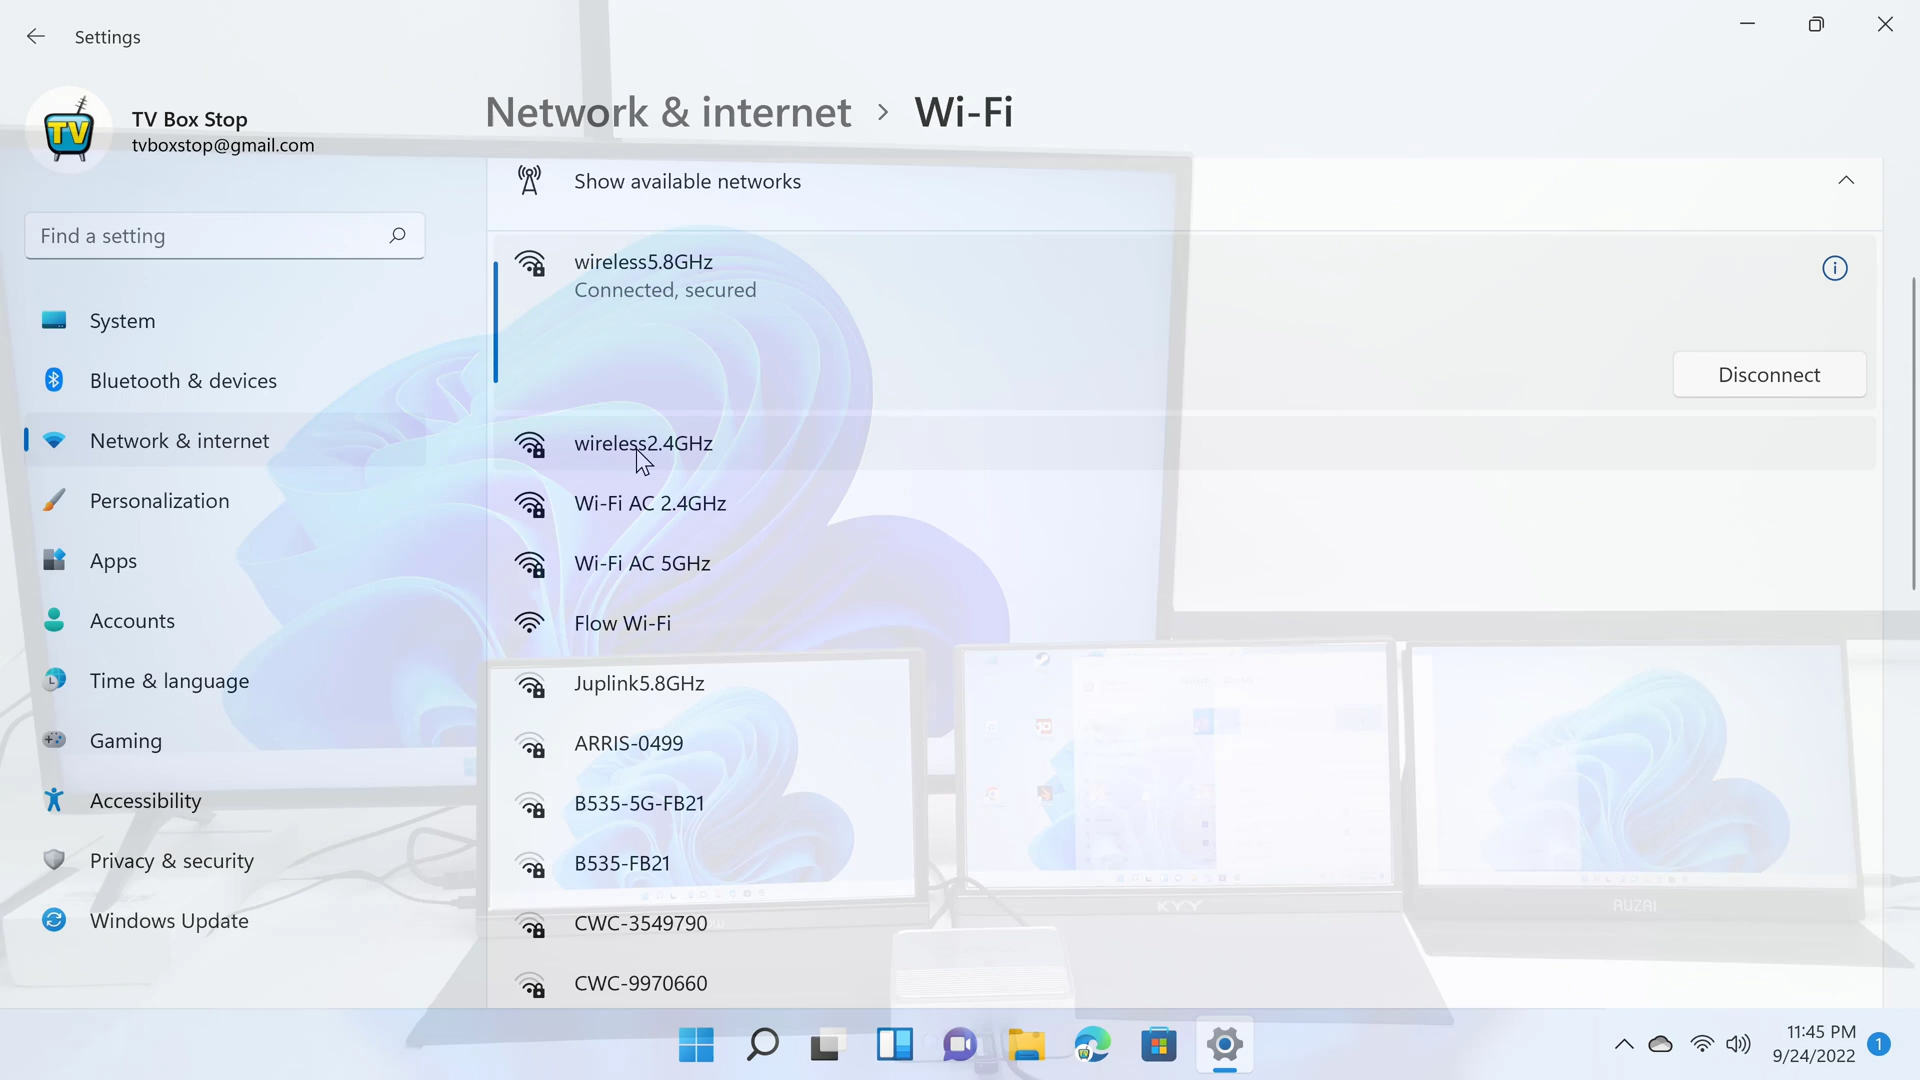 Settings
TV
TV Box Stop
tvboxstop@gmail.com
Find a setting
System
Bluetooth & devices
Network & internet
Personalization
Apps
Accounts
Time & language
Gaming
Accessibility
Privacy & security
Windows Update
Network & internet > Wi-Fi
Show available networks
wireless5.8GHz
Connected, secured
Disconnect
wireless2.4GHz
Wi-Fi AC 2.4GHz
Wi-Fi AC 5GHz
Flow Wi-Fi
Juplink5.8GHz
ARRIS-0499
B535-5G-FB21
B535-FB21
CWC-3549790
CWC-9970660
KYY
AUZAI
11:45 PM
9/24/2022
1